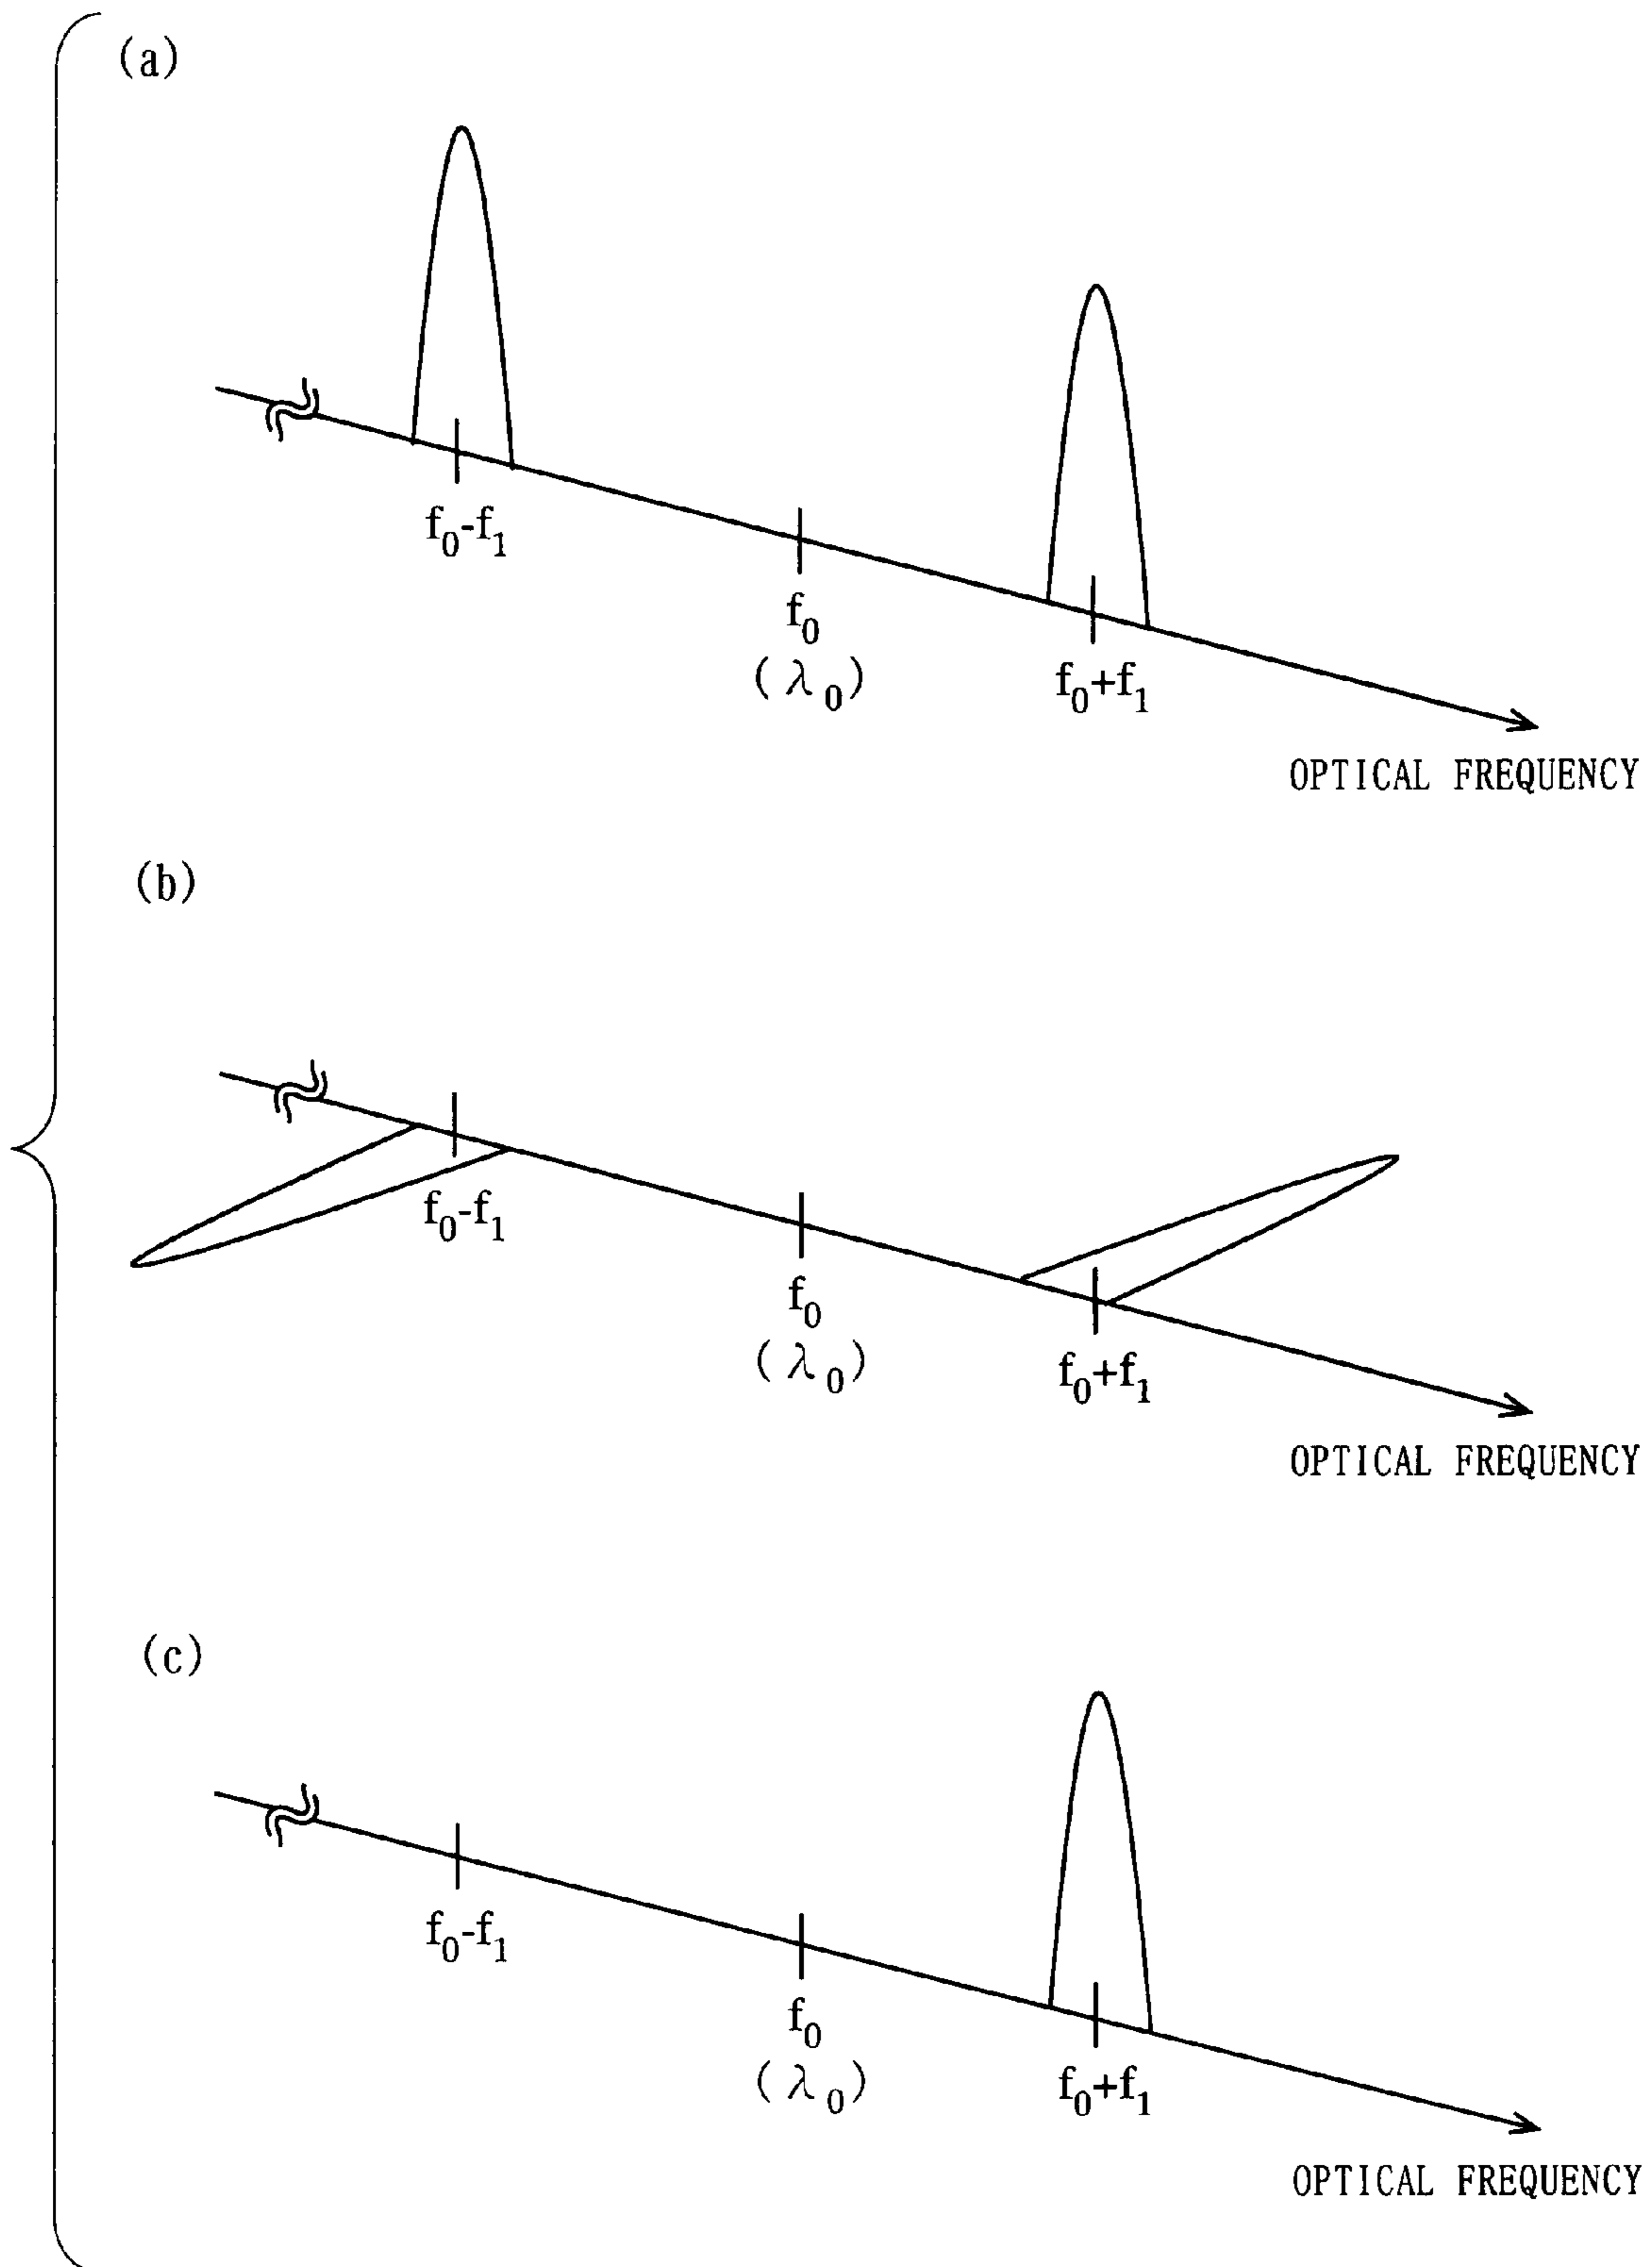 (a)
f₀-f₁
f₀
(λ₀)
f₀+f₁
OPTICAL FREQUENCY
(b)
f₀-f₁
f₀
(λ₀)
f₀+f₁
OPTICAL FREQUENCY
(c)
f₀-f₁
f₀
(λ₀)
f₀+f₁
OPTICAL FREQUENCY